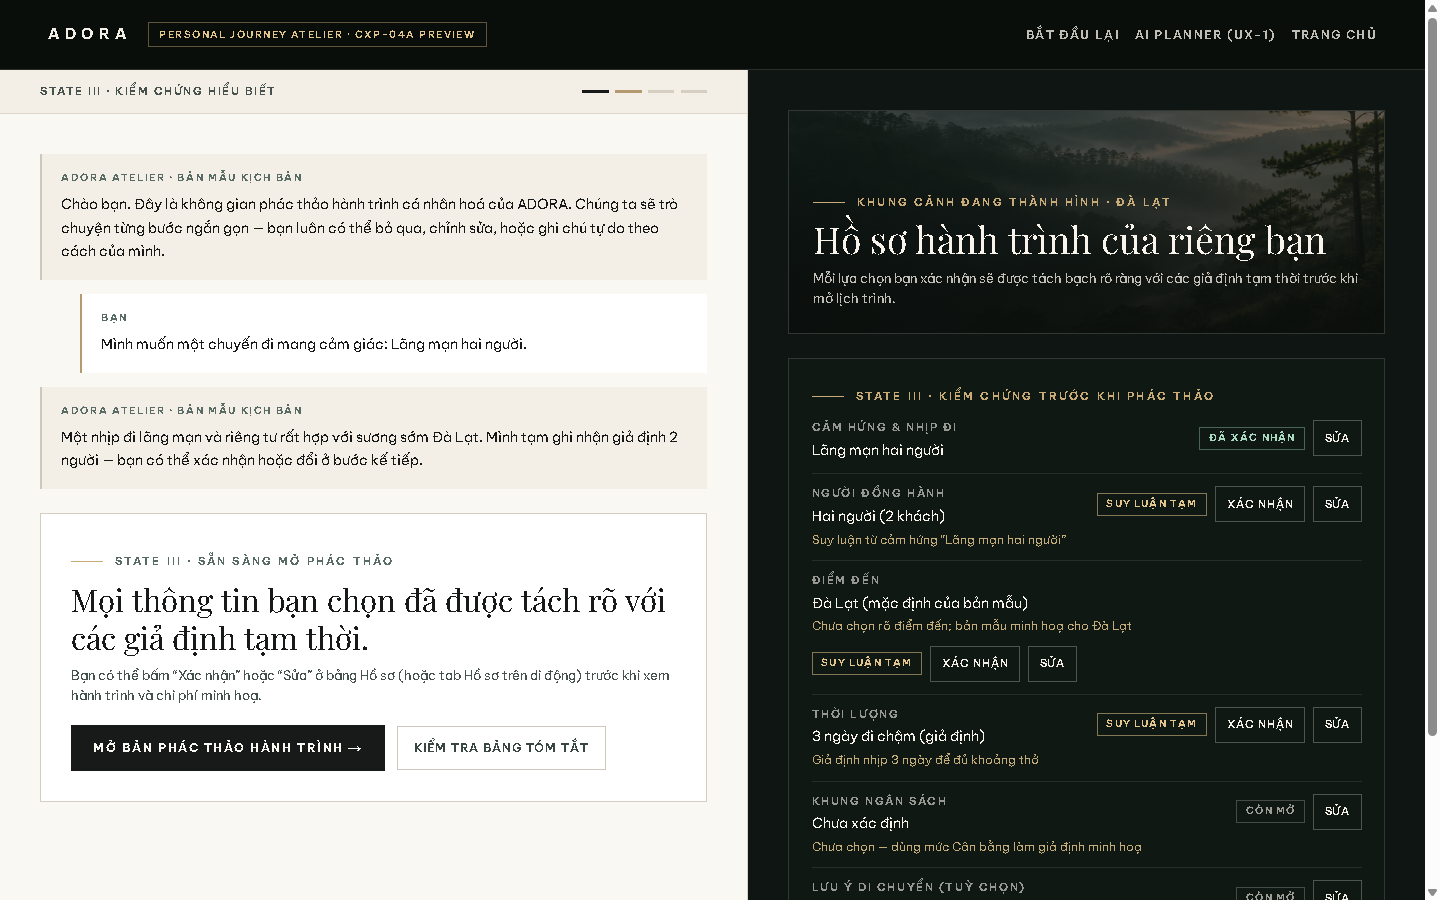 ADORA
PERSONAL JOURNEY ATELIER · CXP-04A PREVIEW
BẮT ĐẦU LẠI
AI PLANNER (UX-1)
TRANG CHỦ
STATE III · KIỂM CHỨNG HIỂU BIẾT
ADORA ATELIER · BẢN MẪU KỊCH BẢN
Chào bạn. Đây là không gian phác thảo hành trình cá nhân hoá của ADORA. Chúng ta sẽ trò
chuyện từng bước ngắn gọn — bạn luôn có thể bỏ qua, chỉnh sửa, hoặc ghi chú tự do theo
cách của mình.
BẠN
Mình muốn một chuyến đi mang cảm giác: Lãng mạn hai người.
ADORA ATELIER · BẢN MẪU KỊCH BẢN
Một nhịp đi lãng mạn và riêng tư rất hợp với sương sớm Đà Lạt. Mình tạm ghi nhận giả định 2
người — bạn có thể xác nhận hoặc đổi ở bước kế tiếp.
STATE III · SẴN SÀNG MỞ PHÁC THẢO
Mọi thông tin bạn chọn đã được tách rõ với
các giả định tạm thời.
Bạn có thể bấm “Xác nhận” hoặc “Sửa” ở bảng Hồ sơ (hoặc tab Hồ sơ trên di động) trước khi xem
hành trình và chi phí minh hoạ.
MỞ BẢN PHÁC THẢO HÀNH TRÌNH →
KIỂM TRA BẢNG TÓM TẮT
KHUNG CẢNH ĐANG THÀNH HÌNH · ĐÀ LẠT
Hồ sơ hành trình của riêng bạn
Mỗi lựa chọn bạn xác nhận sẽ được tách bạch rõ ràng với các giả định tạm thời trước khi
mở lịch trình.
STATE III · KIỂM CHỨNG TRƯỚC KHI PHÁC THẢO
CẢM HỨNG & NHỊP ĐI
Lãng mạn hai người
ĐÃ XÁC NHẬN
SỬA
NGƯỜI ĐỒNG HÀNH
Hai người (2 khách)
Suy luận từ cảm hứng “Lãng mạn hai người”
SUY LUẬN TẠM
XÁC NHẬN
SỬA
ĐIỂM ĐẾN
Đà Lạt (mặc định của bản mẫu)
Chưa chọn rõ điểm đến; bản mẫu minh hoạ cho Đà Lạt
SUY LUẬN TẠM
XÁC NHẬN
SỬA
THỜI LƯỢNG
3 ngày đi chậm (giả định)
Giả định nhịp 3 ngày để đủ khoảng thở
SUY LUẬN TẠM
XÁC NHẬN
SỬA
KHUNG NGÂN SÁCH
Chưa xác định
Chưa chọn — dùng mức Cân bằng làm giả định minh hoạ
CÒN MỞ
SỬA
LƯU Ý DI CHUYỂN (TUỲ CHỌN)
CÒN MỞ
SỬA